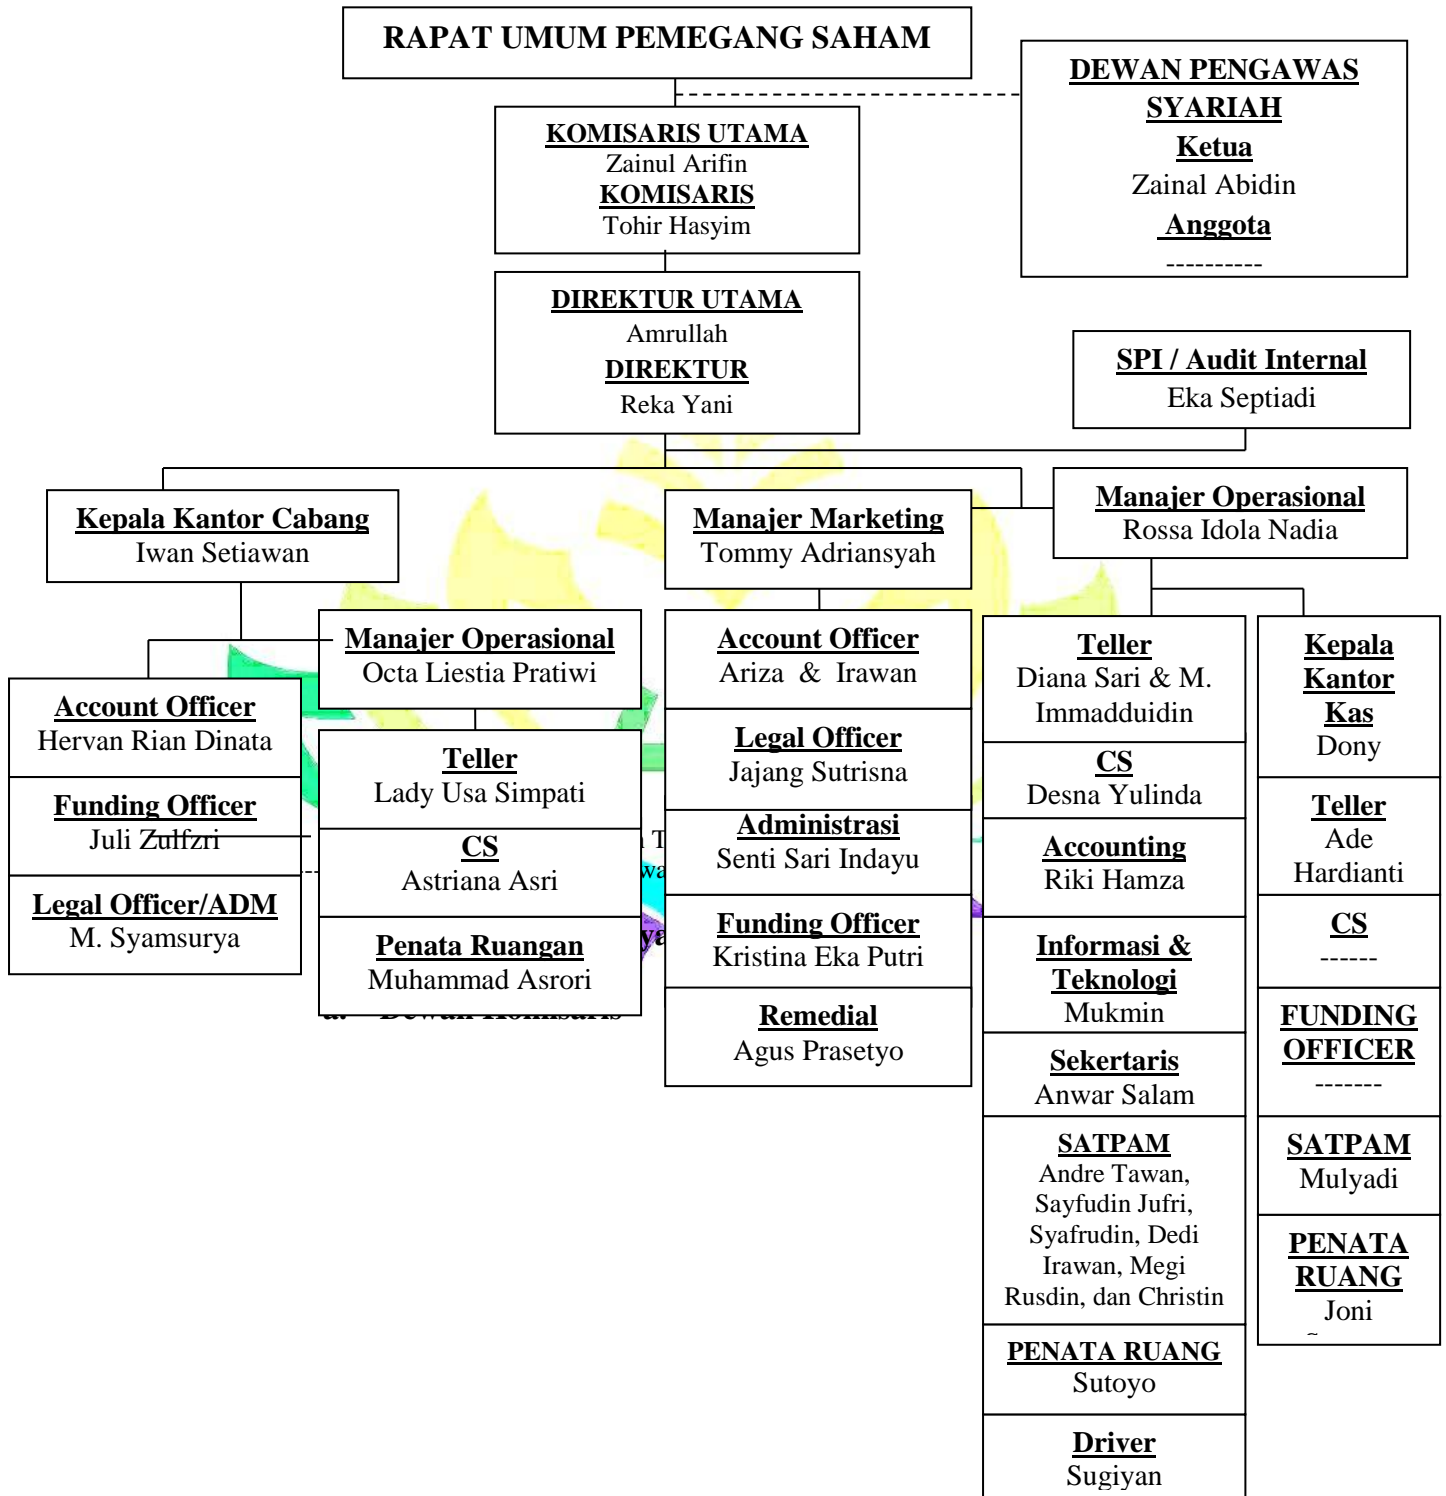 RAPAT UMUM PEMEGANG SAHAM
DEWAN PENGAWAS
SYARIAH
Ketua
Zainal Abidin
Anggota
----------
KOMISARIS UTAMA
Zainul Arifin
KOMISARIS
Tohir Hasyim
DIREKTUR UTAMA
Amrullah
DIREKTUR
Reka Yani
SPI / Audit Internal
Eka Septiadi
Kepala Kantor Cabang
Iwan Setiawan
Manajer Marketing
Tommy Adriansyah
Manajer Operasional
Rossa Idola Nadia
Account Officer
Hervan Rian Dinata
Funding Officer
Juli Zulfzri
Legal Officer/ADM
M. Syamsurya
Manajer Operasional
Octa Liestia Pratiwi
Teller
Lady Usa Simpati
CS
Astriana Asri
Penata Ruangan
Muhammad Asrori
a. Dewan Komisaris
Account Officer
Ariza & Irawan
Legal Officer
Jajang Sutrisna
Administrasi
Senti Sari Indayu
Funding Officer
Kristina Eka Putri
Remedial
Agus Prasetyo
Teller
Diana Sari & M.
Immadduidin
CS
Desna Yulinda
Accounting
Riki Hamza
Informasi &
Teknologi
Mukmin
Sekertaris
Anwar Salam
SATPAM
Andre Tawan,
Sayfudin Jufri,
Syafrudin, Dedi
Irawan, Megi
Rusdin, dan Christin
PENATA RUANG
Sutoyo
Driver
Sugiyan
Kepala
Kantor
Kas
Dony
Teller
Ade
Hardianti
CS
------
FUNDING
OFFICER
-------
SATPAM
Mulyadi
PENATA
RUANG
Joni